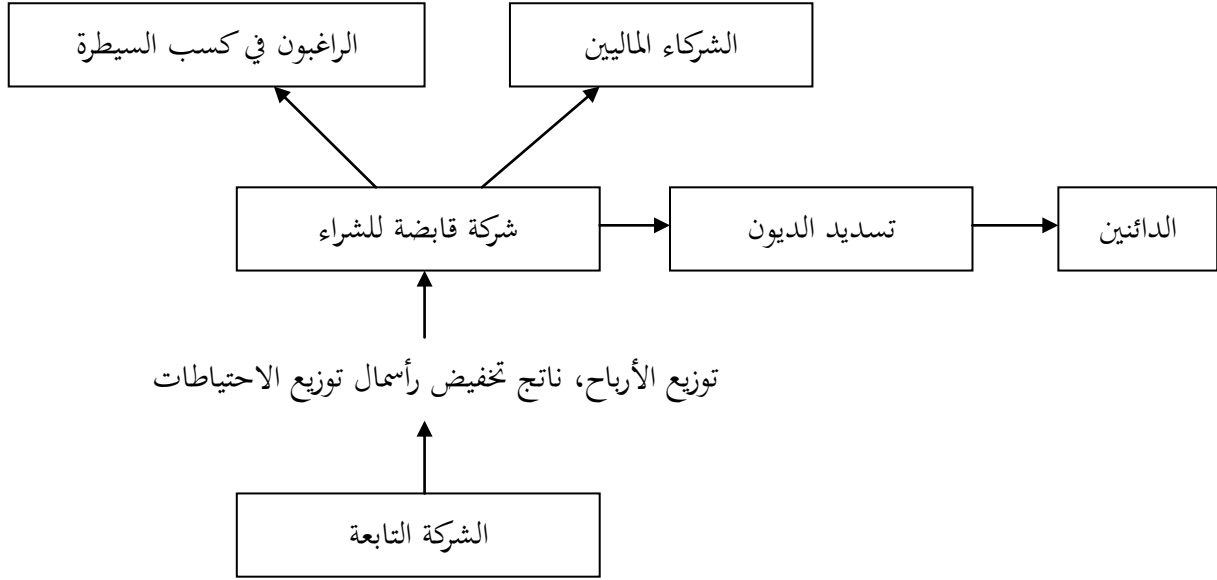 الراغبون في كسب السيطرة
الشركاء الماليين
شركة قابضة للشراء
تسديد الديون
الدائنين
توزيع الأرباح، ناتج تخفيض رأسمال توزيع الاحتياطات
الشركة التابعة